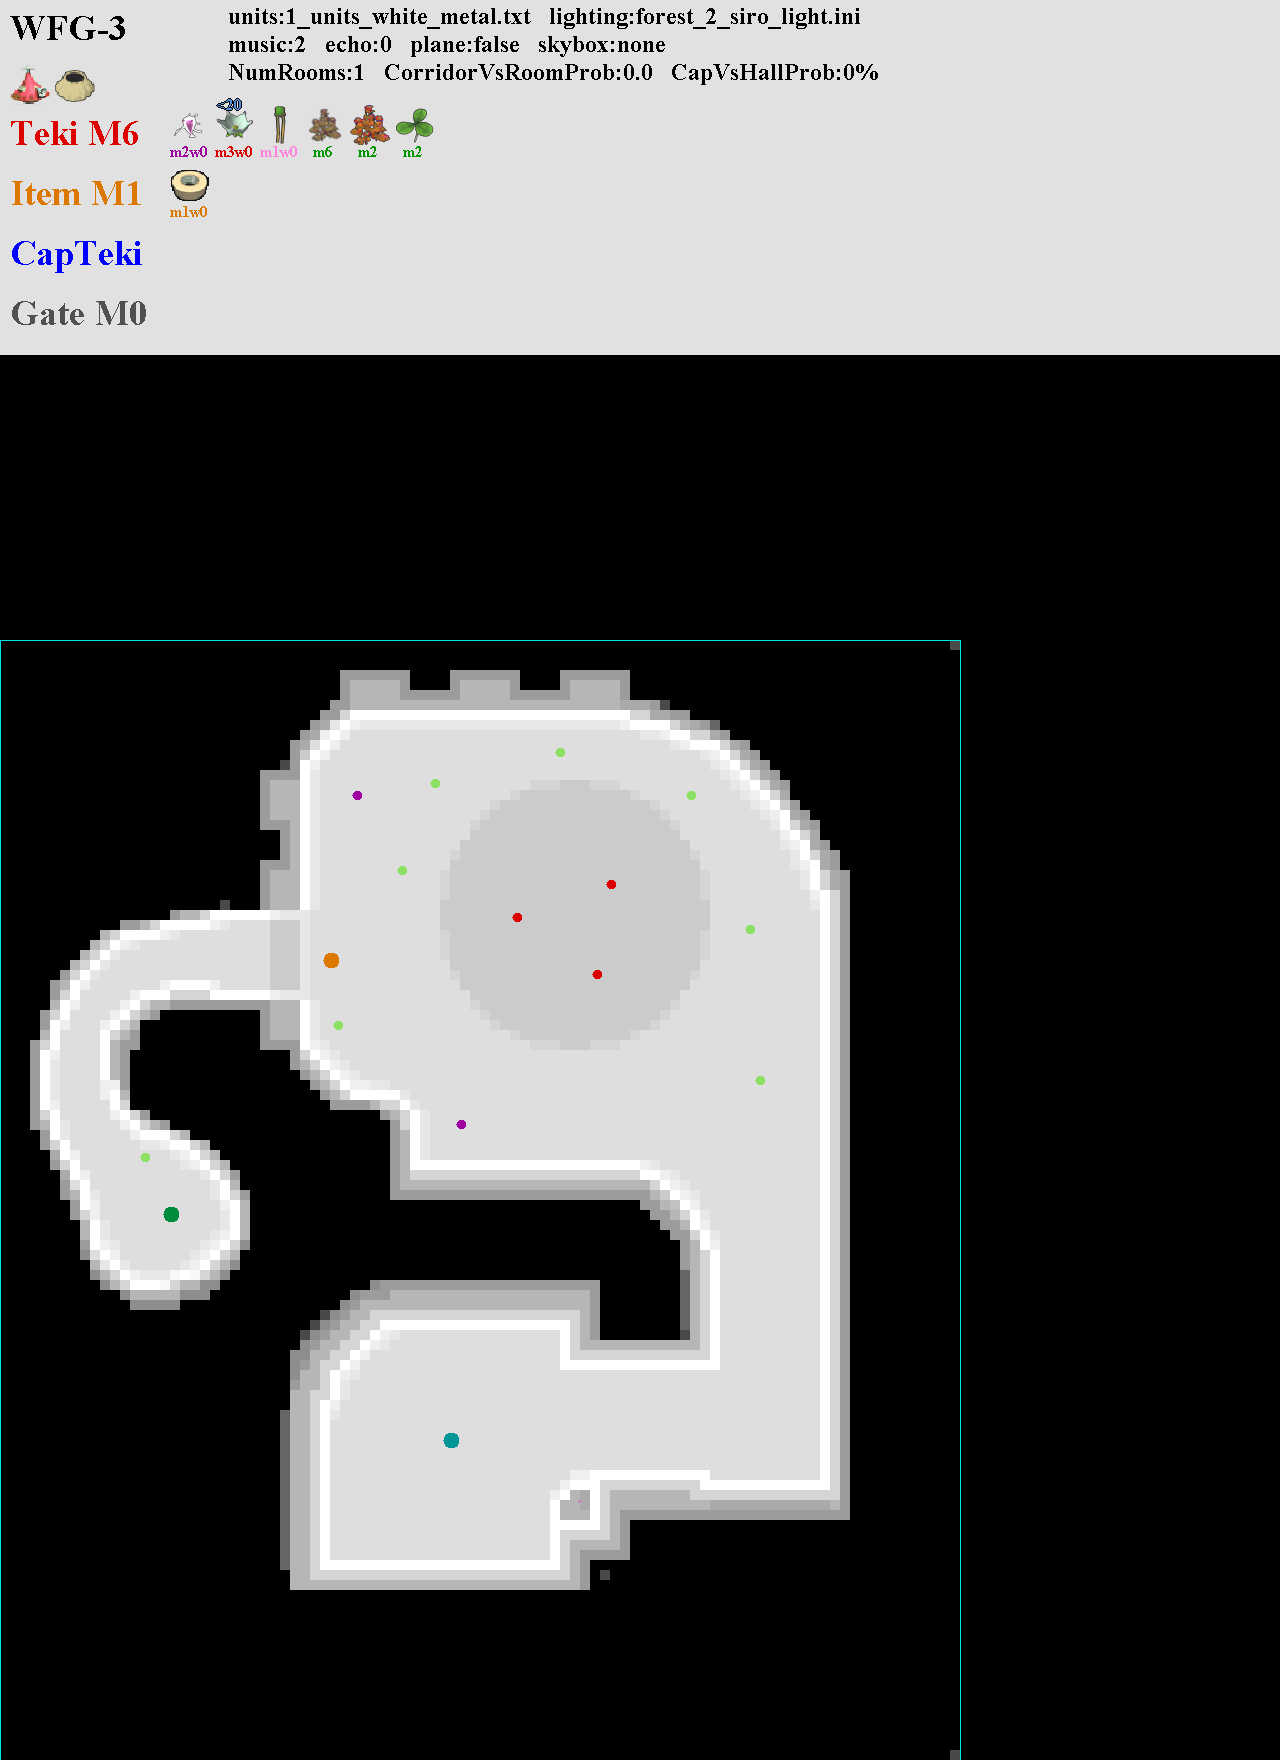 WFG-3
units:1_units_white_metal.txt lighting:forest_2_siro_light.ini
music:2 echo:0 plane:false skybox:none
NumRooms:1 CorridorVsRoomProb:0.0 CapVsHallProb:0%
<20
Teki M6
m2w0 m3w0 m1w0 m6 m2 m2
Item M1
m1w0
CapTeki
Gate M0